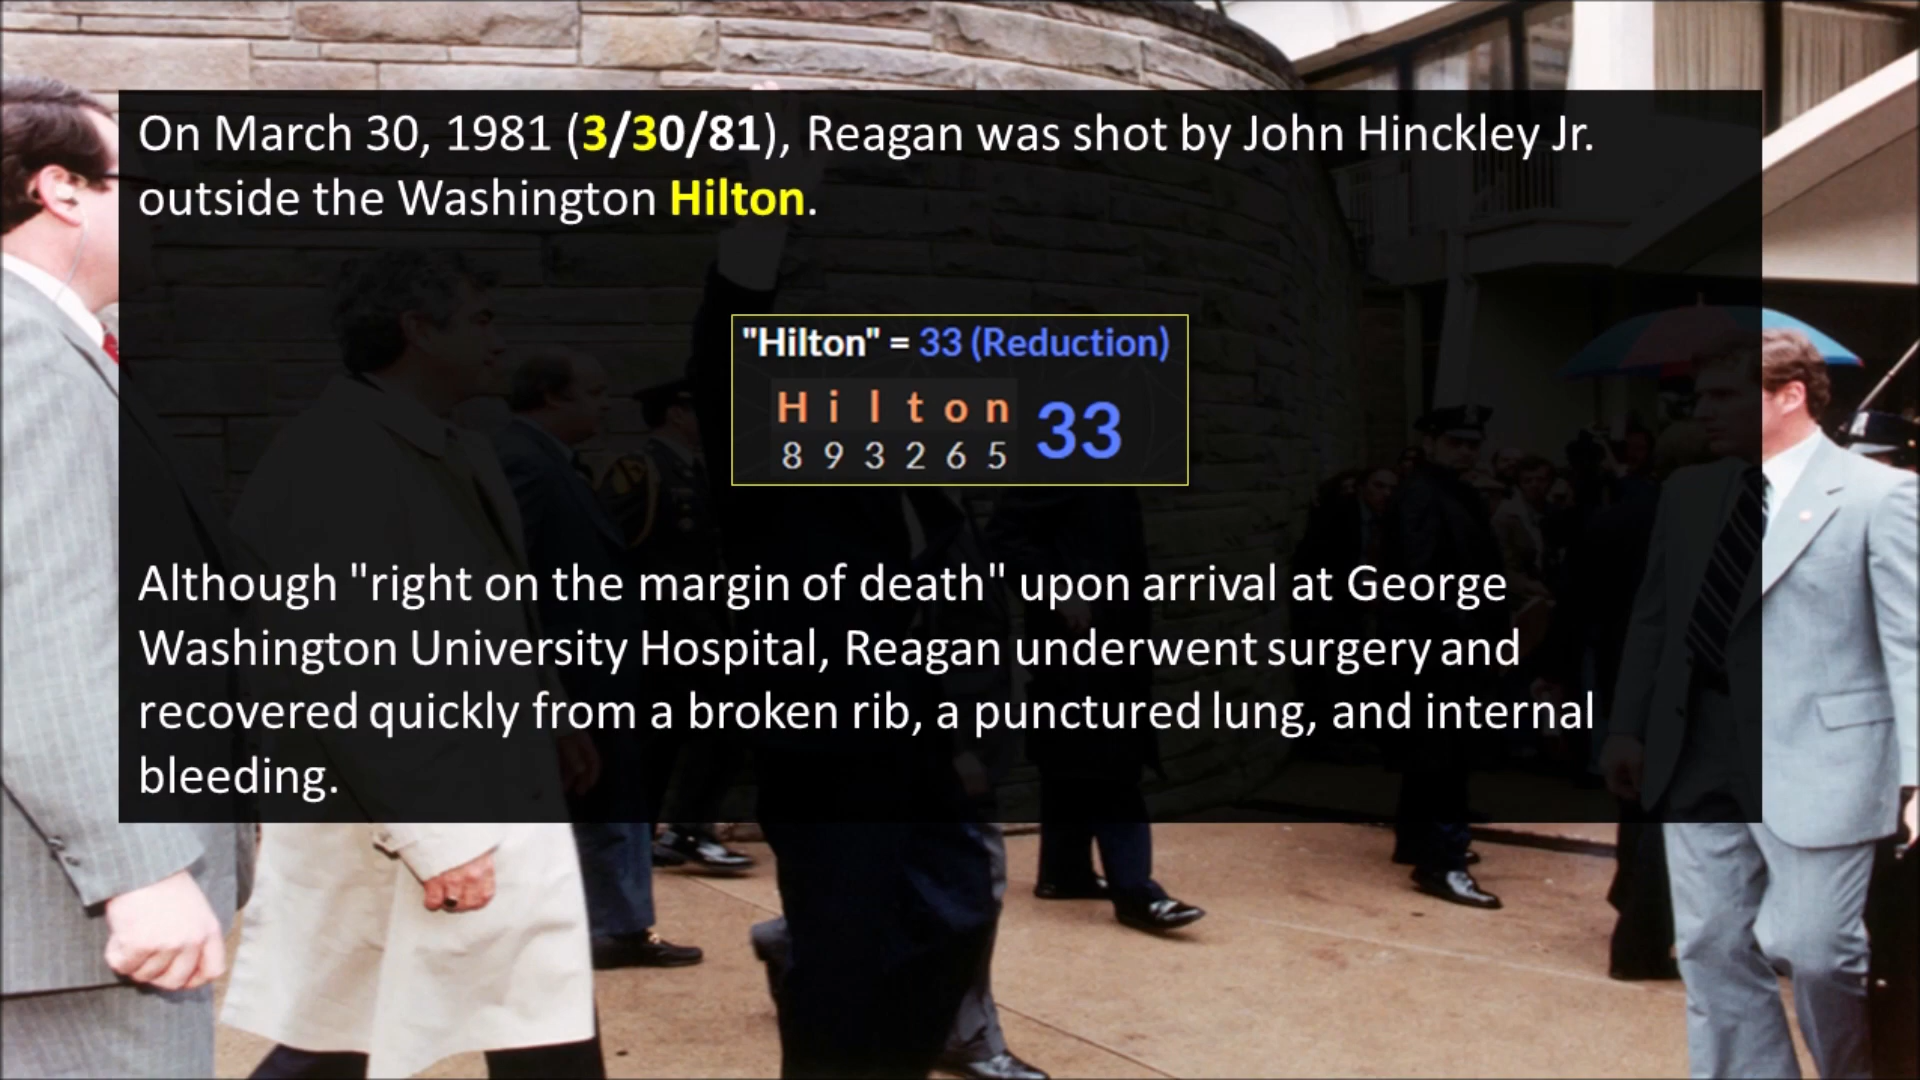 On March 30, 1981 (3/30/81), Reagan was shot by John Hinckley Jr.
outside the Washington Hilton.
"Hilton" = 33 (Reduction)
H i l t o n
33
8 9 3 2 6 5
Although "right on the margin of death" upon arrival at George
Washington University Hospital, Reagan underwent surgery and
recovered quickly from a broken rib, a punctured lung, and internal
bleeding.